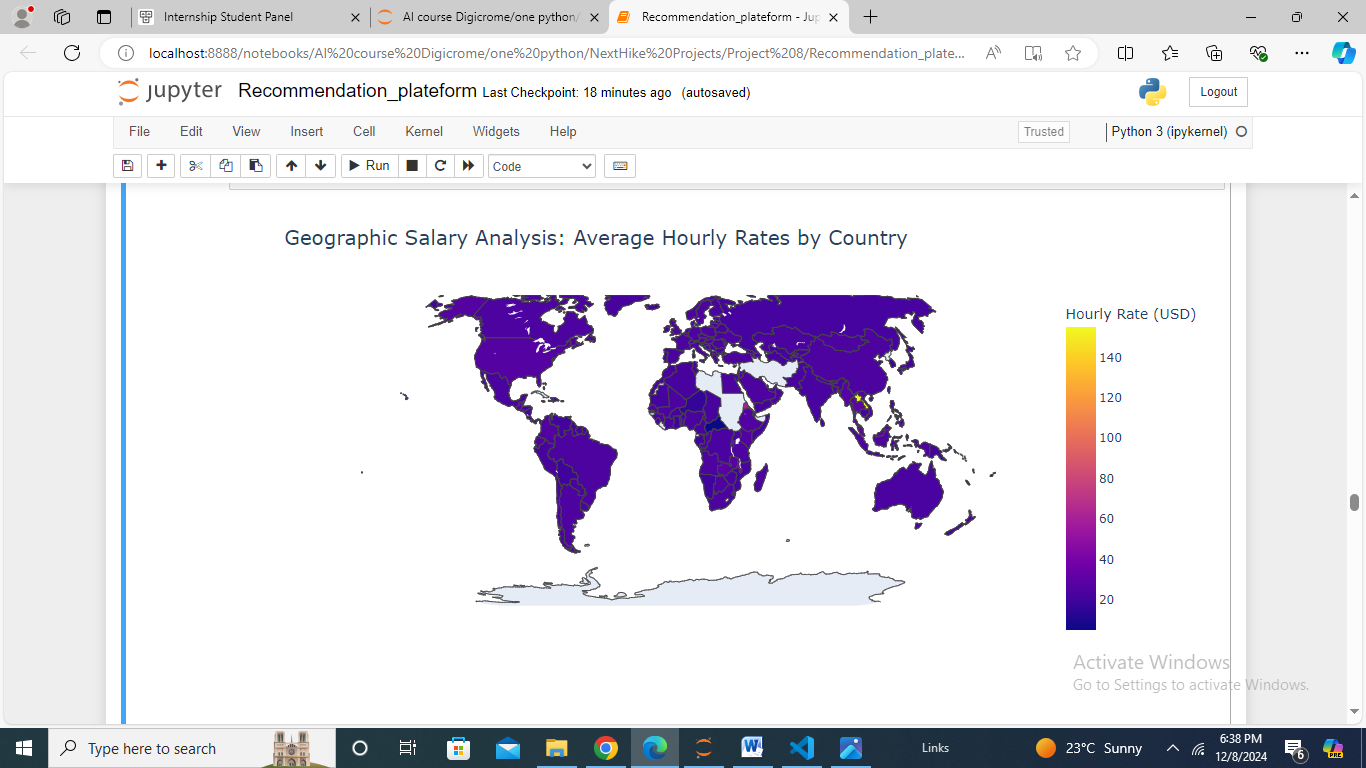 Internship Student Panel
AI course Digicrome/one python/
Recommendation_plateform - Jup
localhost:8888/notebooks/AI%20course%20Digicrome/one%20python/NextHike%20Projects/Project%208/Recommendation_plate...
jupyter Recommendation_plateform Last Checkpoint: 18 minutes ago (autosaved)
Logout
File Edit View Insert Cell Kernel Widgets Help
Trusted
Python 3 (ipykernel)
Run
Code
Geographic Salary Analysis: Average Hourly Rates by Country
Hourly Rate (USD)
140
120
100
80
60
40
20
Activate Windows
Go to Settings to activate Windows.
Type here to search
Links
23°C Sunny
6:38 PM
12/8/2024
6
PRE